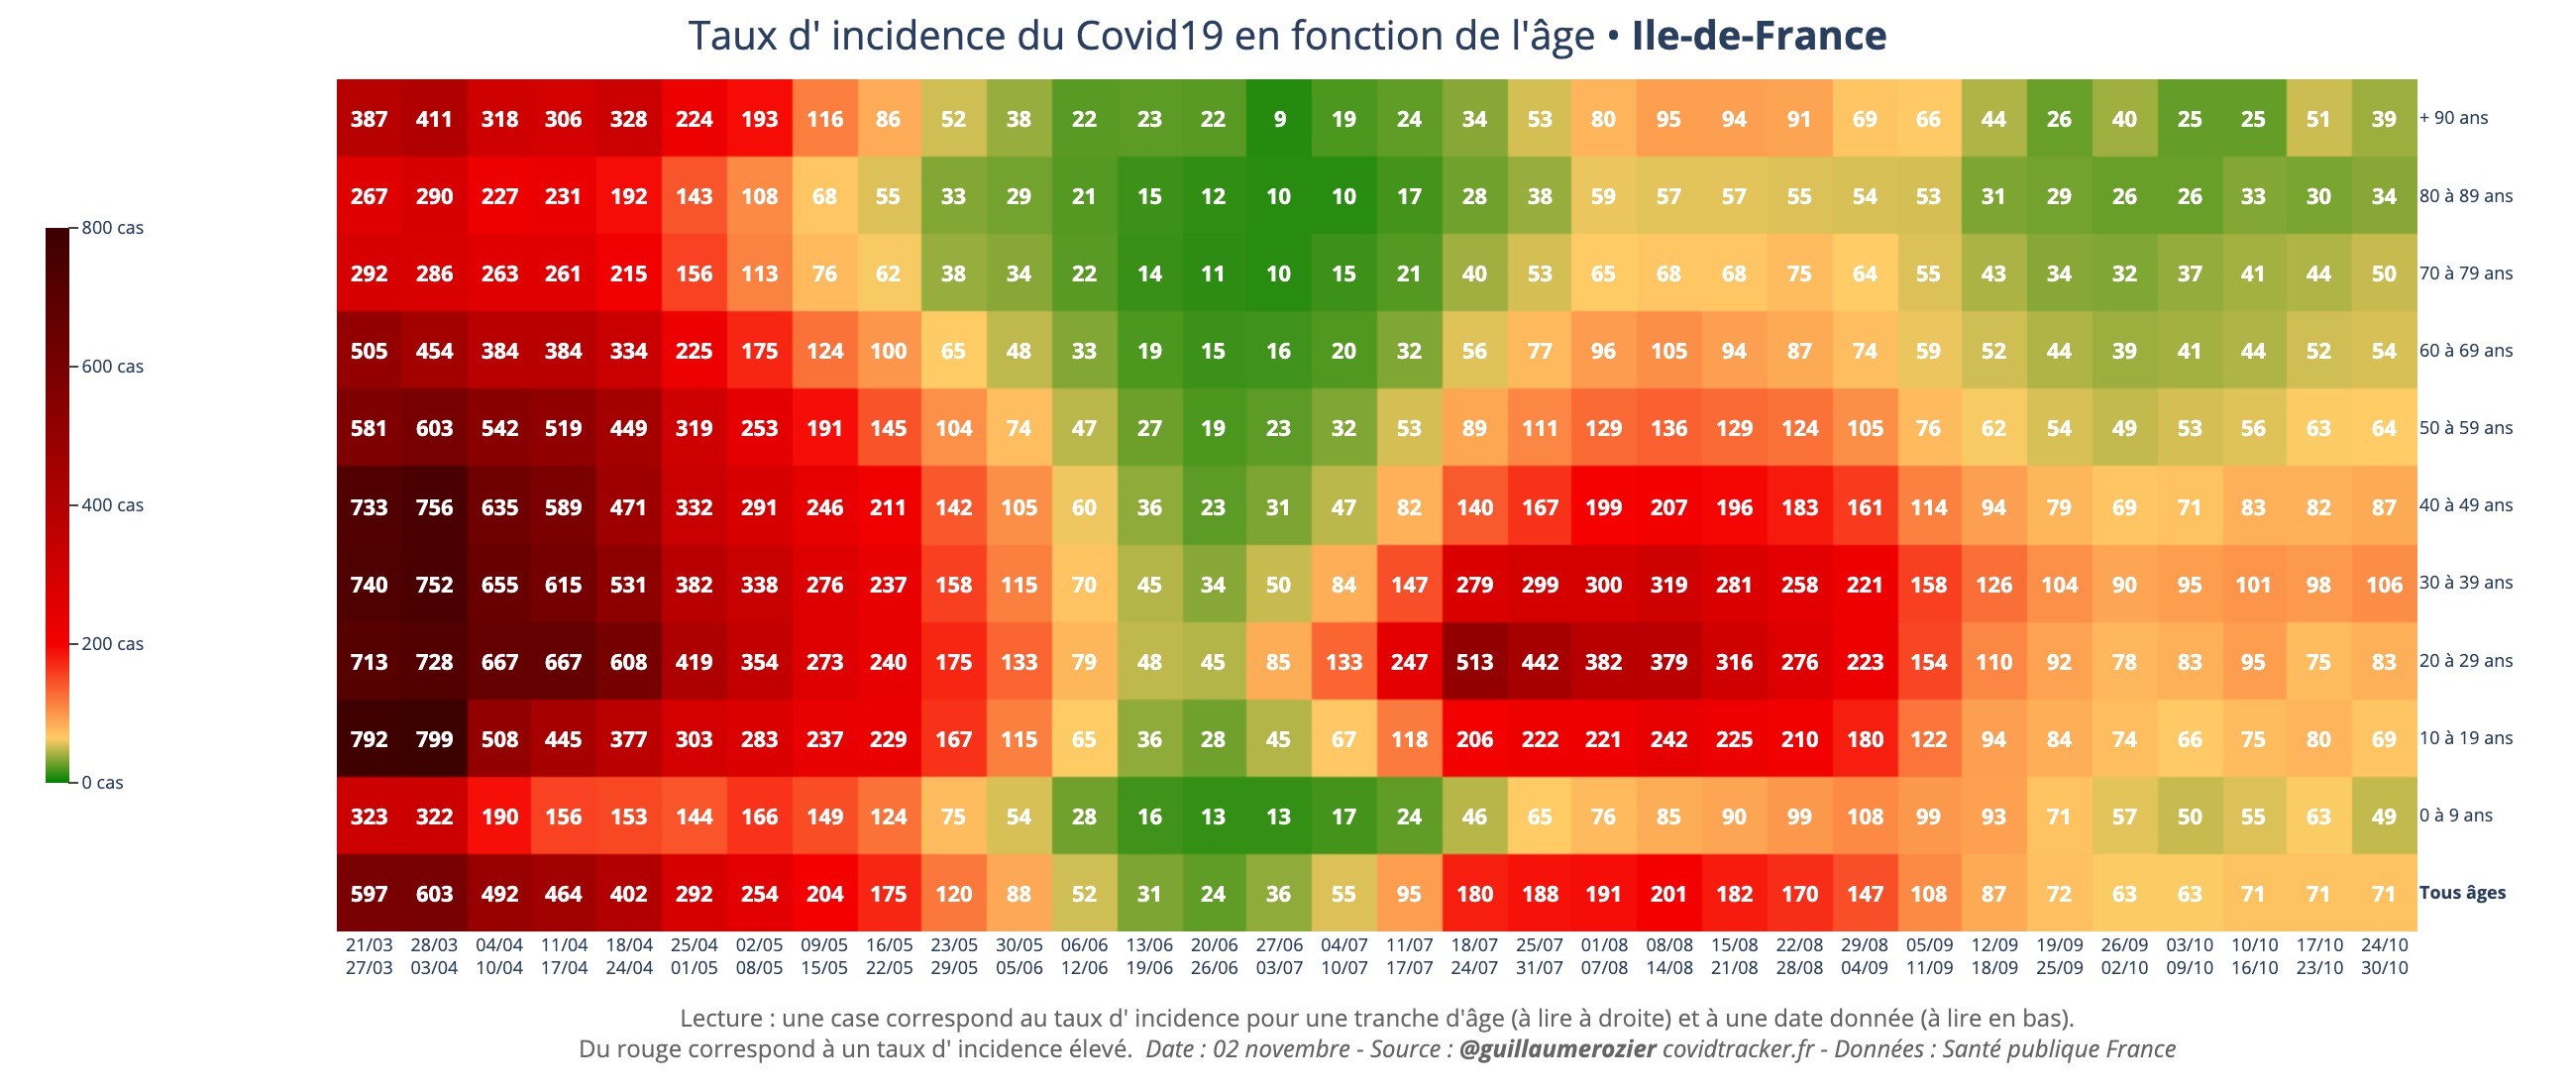 Taux d' incidence du Covid19 en fonction de l'âge • Ile-de-France
387 411 318 306 328 224 193 116 86 52 38 22 23 22 9 19 24 34 53 80 95 94 91 69 66 44 26 40 25 25 51 39 + 90 ans
267 290 227 231 192 143 108 68 55 33 29 21 15 12 10 10 17 28 38 59 57 57 55 54 53 31 29 26 26 33 30 34 80 à 89 ans
800 cas
292 286 263 261 215 156 113 76 62 38 34 22 14 11 10 15 21 40 53 65 68 68 75 64 55 43 34 32 37 41 44 50 70 à 79 ans
505 454 384 384 334 225 175 124 100 65 48 33 19 15 16 20 32 56 77 96 105 94 87 74 59 52 44 39 41 44 52 54 60 à 69 ans
600 cas
581 603 542 519 449 319 253 191 145 104 74 47 27 19 23 32 53 89 111 129 136 129 124 105 76 62 54 49 53 56 63 64 50 à 59 ans
400 cas
733 756 635 589 471 332 291 246 211 142 105 60 36 23 31 47 82 140 167 199 207 196 183 161 114 94 79 69 71 83 82 87 40 à 49 ans
740 752 655 615 531 382 338 276 237 158 115 70 45 34 50 84 147 279 299 300 319 281 258 221 158 126 104 90 95 101 98 106 30 à 39 ans
200 cas
713 728 667 667 608 419 354 273 240 175 133 79 48 45 85 133 247 513 442 382 379 316 276 223 154 110 92 78 83 95 75 83 20 à 29 ans
792 799 508 445 377 303 283 237 229 167 115 65 36 28 45 67 118 206 222 221 242 225 210 180 122 94 84 74 66 75 80 69 10 à 19 ans
0 cas
323 322 190 156 153 144 166 149 124 75 54 28 16 13 13 17 24 46 65 76 85 90 99 108 99 93 71 57 50 55 63 49 0 à 9 ans
597 603 492 464 402 292 254 204 175 120 88 52 31 24 36 55 95 180 188 191 201 182 170 147 108 87 72 63 63 71 71 71 Tous âges
21/03 28/03 04/04 11/04 18/04 25/04 02/05 09/05 16/05 23/05 30/05 06/06 13/06 20/06 27/06 04/07 11/07 18/07 25/07 01/08 08/08 15/08 22/08 29/08 05/09 12/09 19/09 26/09 03/10 10/10 17/10 24/10
27/03 03/04 10/04 17/04 24/04 01/05 08/05 15/05 22/05 29/05 05/06 12/06 19/06 26/06 03/07 10/07 17/07 24/07 31/07 07/08 14/08 21/08 28/08 04/09 11/09 18/09 25/09 02/10 09/10 16/10 23/10 30/10
Lecture : une case correspond au taux d' incidence pour une tranche d'âge (à lire à droite) et à une date donnée (à lire en bas).
Du rouge correspond à un taux d' incidence élevé. Date : 02 novembre - Source : @guillaumerozier covidtracker.fr - Données : Santé publique France